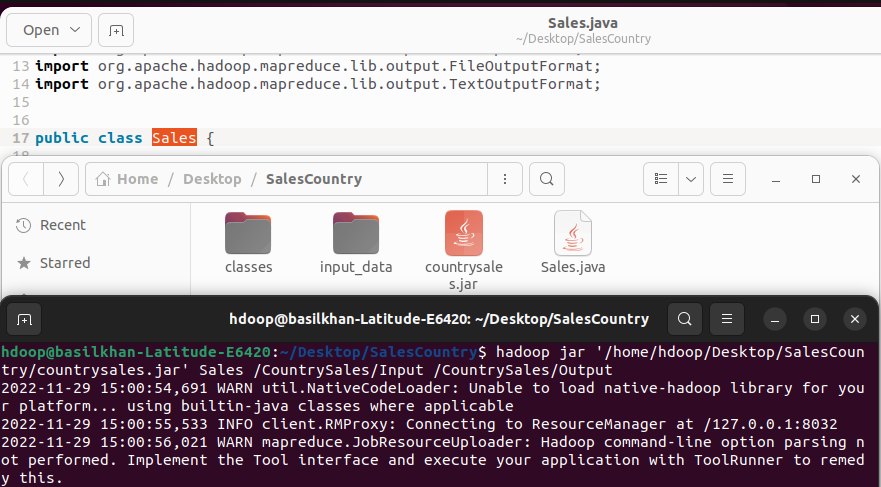 Open
Sales.java
~/Desktop/SalesCountry
13 import org.apache.hadoop.mapreduce.lib.output.FileOutputFormat;
14 import org.apache.hadoop.mapreduce.lib.output.TextOutputFormat;
15
16
17 public class Sales {
Home / Desktop / SalesCountry
Recent
Starred
classes
input_data
countrysale
s.jar
Sales.java
hdoop@basilkhan-Latitude-E6420: ~/Desktop/SalesCountry
hdoop@basilkhan-Latitude-E6420:~/Desktop/SalesCountry$ hadoop jar '/home/hdoop/Desktop/SalesCoun
try/countrysales.jar' Sales /CountrySales/Input /CountrySales/Output
2022-11-29 15:00:54,691 WARN util.NativeCodeLoader: Unable to load native-hadoop library for you
r platform... using builtin-java classes where applicable
2022-11-29 15:00:55,533 INFO client.RMProxy: Connecting to ResourceManager at /127.0.0.1:8032
2022-11-29 15:00:56,021 WARN mapreduce.JobResourceUploader: Hadoop command-line option parsing n
ot performed. Implement the Tool interface and execute your application with ToolRunner to remed
y this.